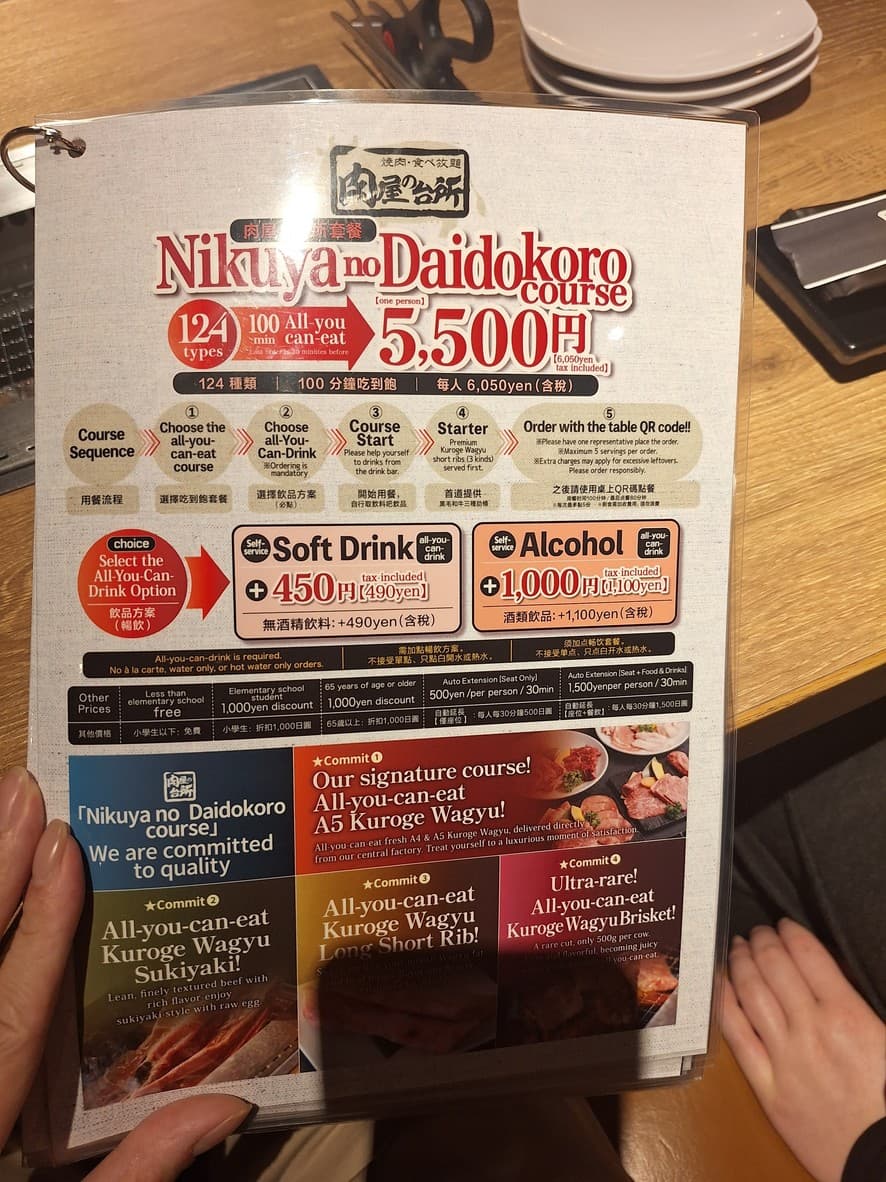 焼肉・食べ放題
肉屋の台所
Nikuya no Daidokoro
course
[one person]
124
types
100
min
All-you
can-eat
5,500円
[6,050yen
tax included]
124 種類 | 100 分鐘吃到飽 | 每人 6,050yen(含稅)
Course
Sequence
①
Choose the
all-you-
can-eat
course
②
Choose
all-You-
Can-Drink
※Ordering is
mandatory
③
Course
Start
Please help yourself
to drinks from
the drink bar.
④
Starter
Premium
Kuroge Wagyu
short ribs (3 kinds)
served first.
⑤
Order with the table QR code!!
※Please have one representative place the order.
※Maximum 5 servings per order.
※Extra charges may apply for excessive leftovers.
Please order responsibly.
用餐流程
選擇吃到飽套餐
選擇飲品方案
(必點)
開始用餐,
自行取飲料吧飲品
首道提供
黑毛和牛三種肋條
之後請使用桌上QR碼點餐
choice
Select the
All-You-Can-
Drink Option
飲品方案
(暢飲)
Self-
service
Soft Drink
all-you-
can-
drink
+450円
tax included
[490yen]
無酒精飲料:+490yen(含稅)
Self-
service
Alcohol
all-you-
can-
drink
+1,000円
tax included
[1,100yen]
酒類飲品:+1,100yen(含稅)
All-you-can-drink is required.
No à la carte, water only, or hot water only orders.
需加點暢飲方案。
不接受單點、只點白開水或熱水。
须加点畅饮套餐。
不接受单点、只点白开水或热水。
Other
Prices
Less than
elementary school
free
Elementary school
student
1,000yen discount
65 years of age or older
1,000yen discount
Auto Extension [Seat Only]
500yen /per person / 30min
Auto Extension [Seat + Food & Drinks]
1,500yenper person / 30min
其他價格
小學生以下:免費
小學生:折扣1,000日圓
65歲以上:折扣1,000日圓
自動延長
【僅座位】
:每人每30分鐘500日圓
自動延長
【座位+餐飲】
:每人每30分鐘1,500日圓
肉屋の
台所
「Nikuya no Daidokoro
course」
We are committed
to quality
★Commit①
Our signature course!
All-you-can-eat
A5 Kuroge Wagyu!
All-you-can-eat fresh A4 & A5 Kuroge Wagyu, delivered directly
from our central factory. Treat yourself to a luxurious moment of satisfaction.
★Commit②
All-you-can-eat
Kuroge Wagyu
Sukiyaki!
Lean, finely textured beef with
rich flavor enjoy
sukiyaki-style with raw egg
★Commit③
All-you-can-eat
Kuroge Wagyu
Long Short Rib!
★Commit④
Ultra-rare!
All-you-can-eat
Kuroge Wagyu Brisket!
A rare cut, only 500g per cow.
flavorful, becoming juicy
you-can-eat.